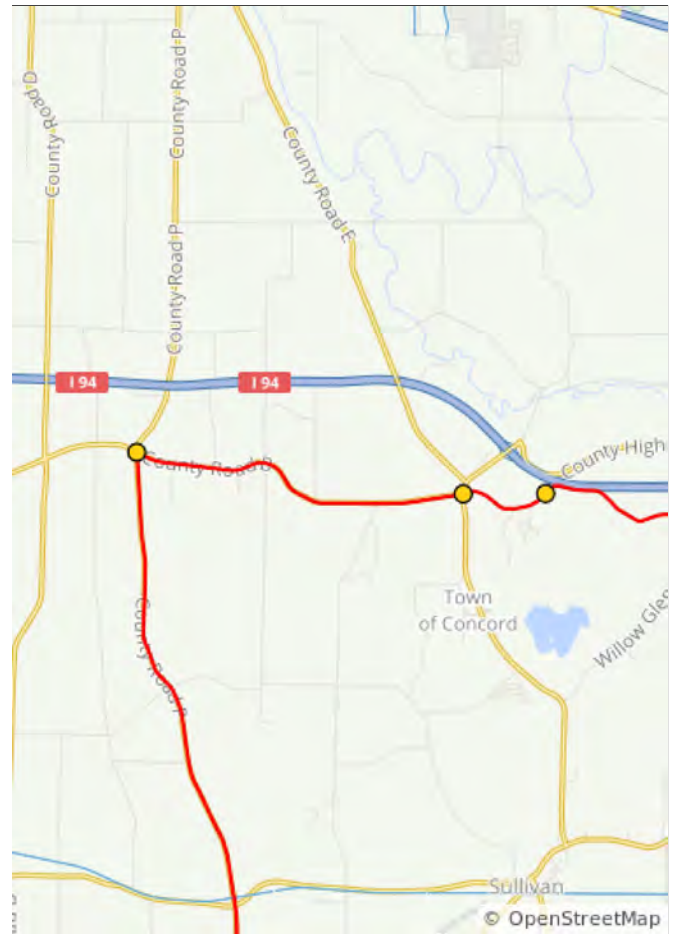 County Road P
County Road D
County Road E
County Road P
I 94
I 94
County Road B
County High
Town
of Concord
Willow Glen
County Road P
Sullivan
© OpenStreetMap